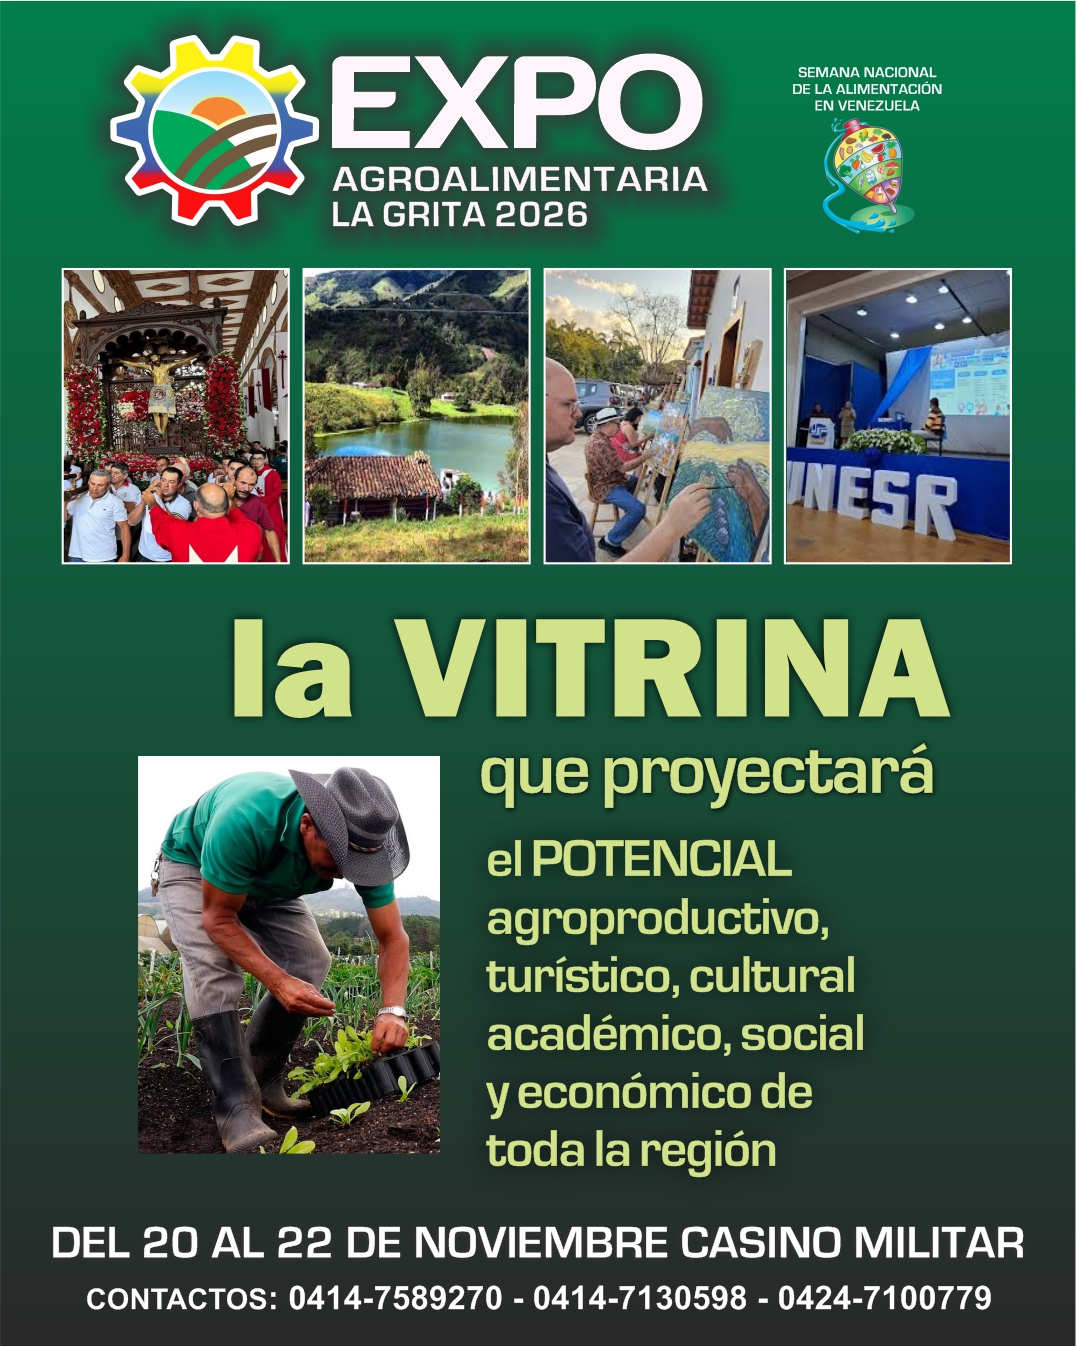 EXPO
AGROALIMENTARIA
LA GRITA 2026
SEMANA NACIONAL
DE LA ALIMENTACIÓN
EN VENEZUELA
UNESR
la VITRINA
que proyectará
el POTENCIAL
agroproductivo,
turístico, cultural
académico, social
y económico de
toda la región
DEL 20 AL 22 DE NOVIEMBRE CASINO MILITAR
CONTACTOS: 0414-7589270 - 0414-7130598 - 0424-7100779